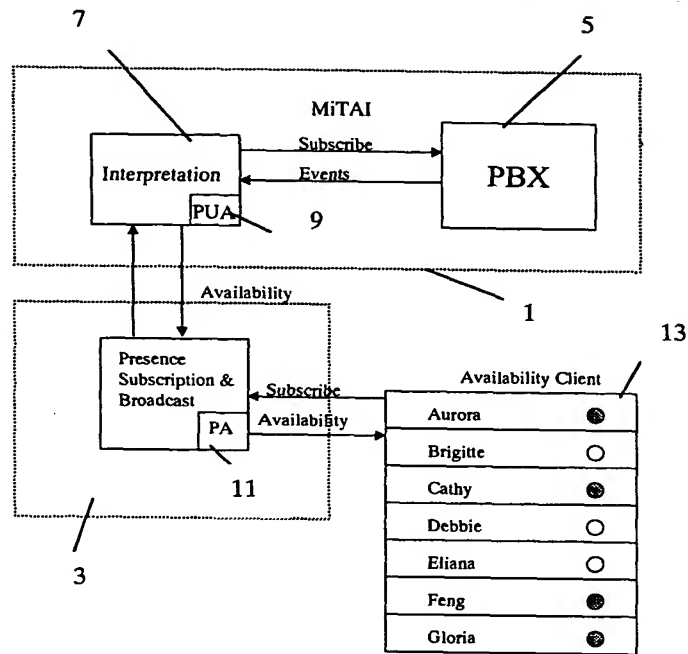 7
5
MiTAI
Interpretation
Subscribe
Events
PBX
PUA
9
Availability
1
13
Presence
Subscription &
Broadcast
Subscribe
Availability Client
PA
Availability
11
Aurora
Brigitte
Cathy
Debbie
Eliana
Feng
Gloria
3